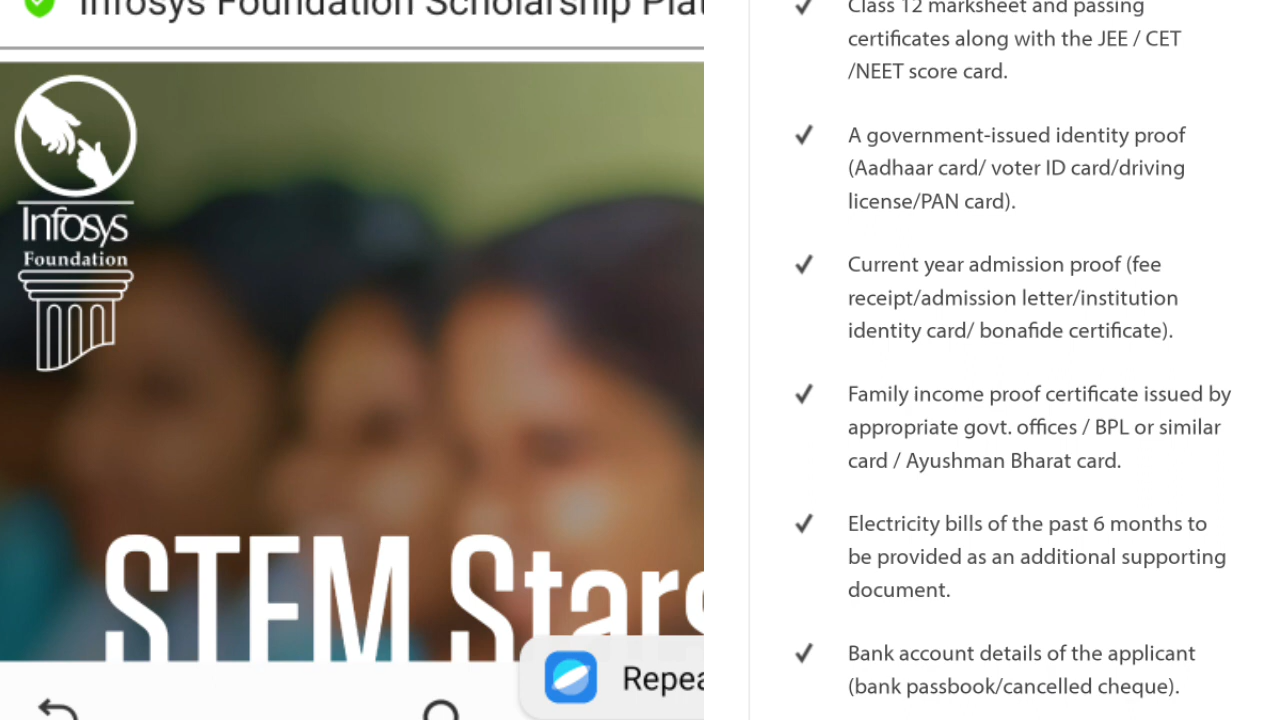 Infosys Foundation Scholarship
Infosys
Foundation
STEM Stars
Class 12 marksheet and passing
certificates along with the JEE / CET
/NEET score card.
A government-issued identity proof
(Aadhaar card/ voter ID card/driving
license/PAN card).
Current year admission proof (fee
receipt/admission letter/institution
identity card/ bonafide certificate).
Family income proof certificate issued by
appropriate govt. offices / BPL or similar
card / Ayushman Bharat card.
Electricity bills of the past 6 months to
be provided as an additional supporting
document.
Bank account details of the applicant
(bank passbook/cancelled cheque).